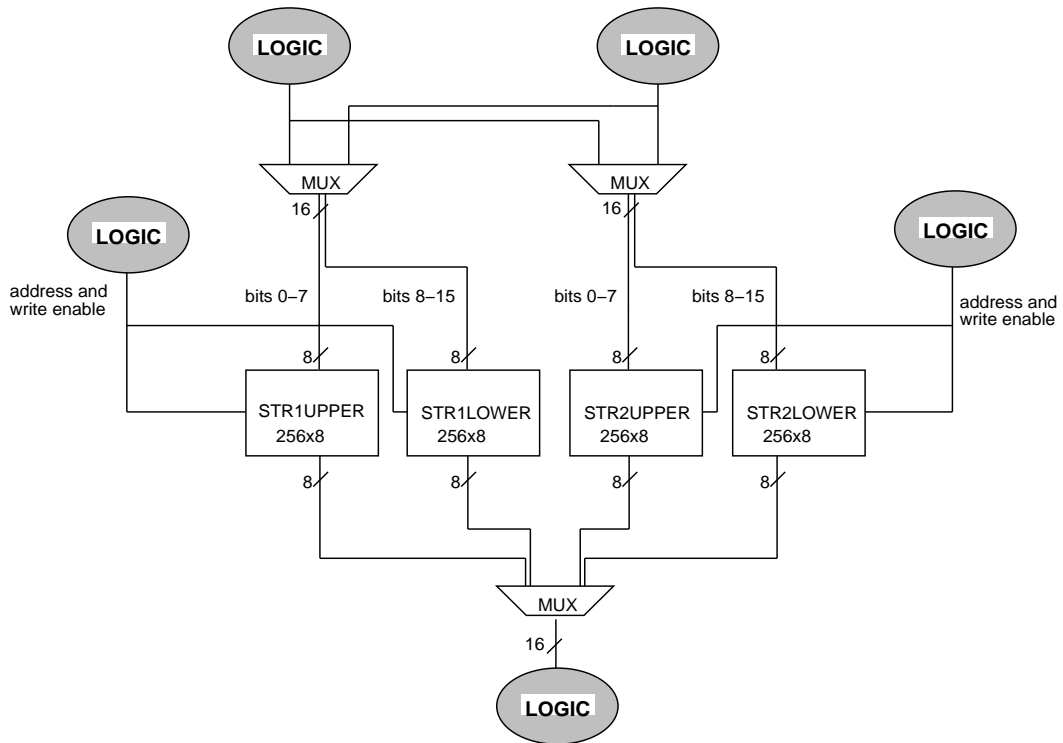 LOGIC
LOGIC
MUX
MUX
16
16
LOGIC
LOGIC
address and
write enable
bits 0–7
bits 8–15
bits 0–7
bits 8–15
address and
write enable
8
8
8
8
STR1UPPER
256x8
STR1LOWER
256x8
STR2UPPER
256x8
STR2LOWER
256x8
8
8
8
8
MUX
16
LOGIC